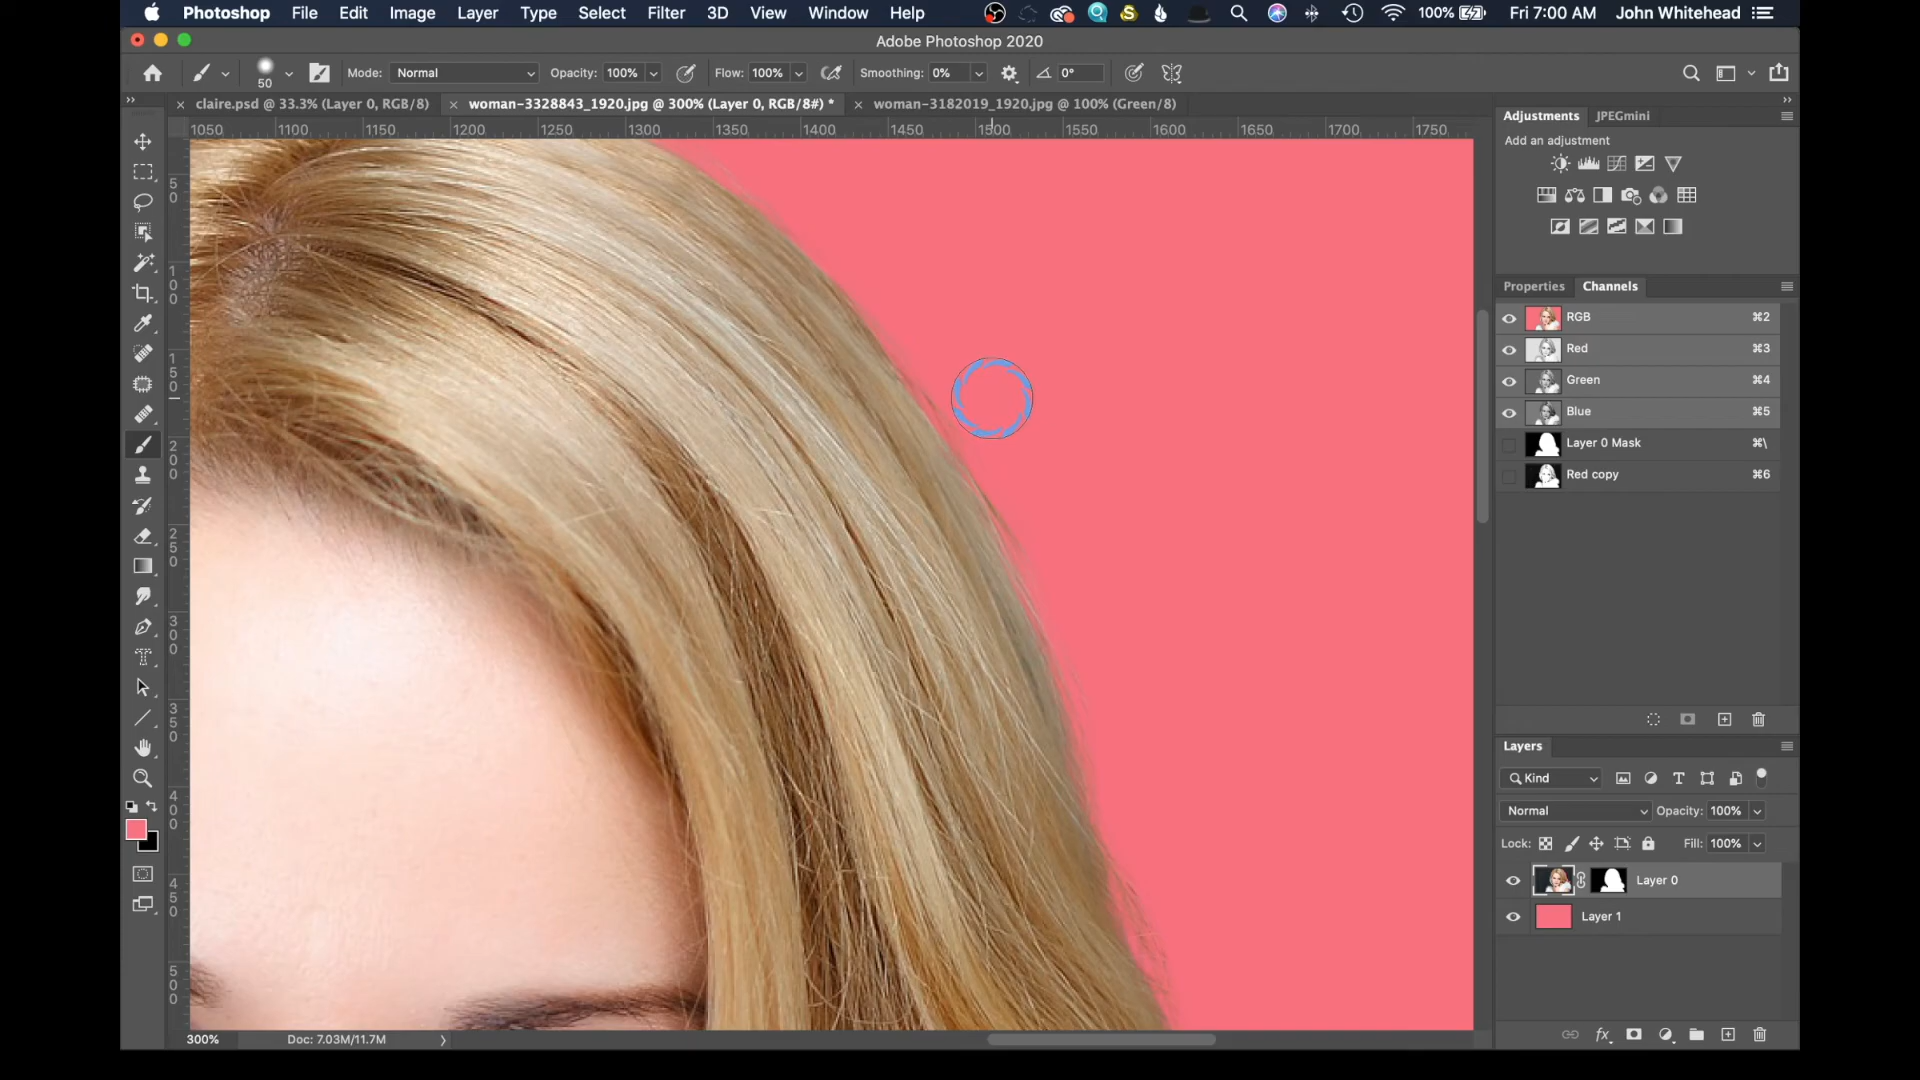 Photoshop File Edit Image Layer Type Select Filter 3D View Window Help 100% Fri 7:00 AM John Whitehead
Adobe Photoshop 2020
50 Mode: Normal Opacity: 100% Flow: 100% Smoothing: 0% 0°
claire.psd @ 33.3% (Layer 0, RGB/8) woman-3328843_1920.jpg @ 300% (Layer 0, RGB/8#) * woman-3182019_1920.jpg @ 100% (Green/8)
1050 1100 1150 1200 1250 1300 1350 1400 1450 1500 1550 1600 1650 1700 1750
50
100
150
200
250
300
350
400
450
500
Adjustments JPEGmini
Add an adjustment
Properties Channels
RGB ⌘2
Red ⌘3
Green ⌘4
Blue ⌘5
Layer 0 Mask ⌘\
Red copy ⌘6
Layers
Kind
Normal Opacity: 100%
Lock: Fill: 100%
Layer 0
Layer 1
fx
300% Doc: 7.03M/11.7M